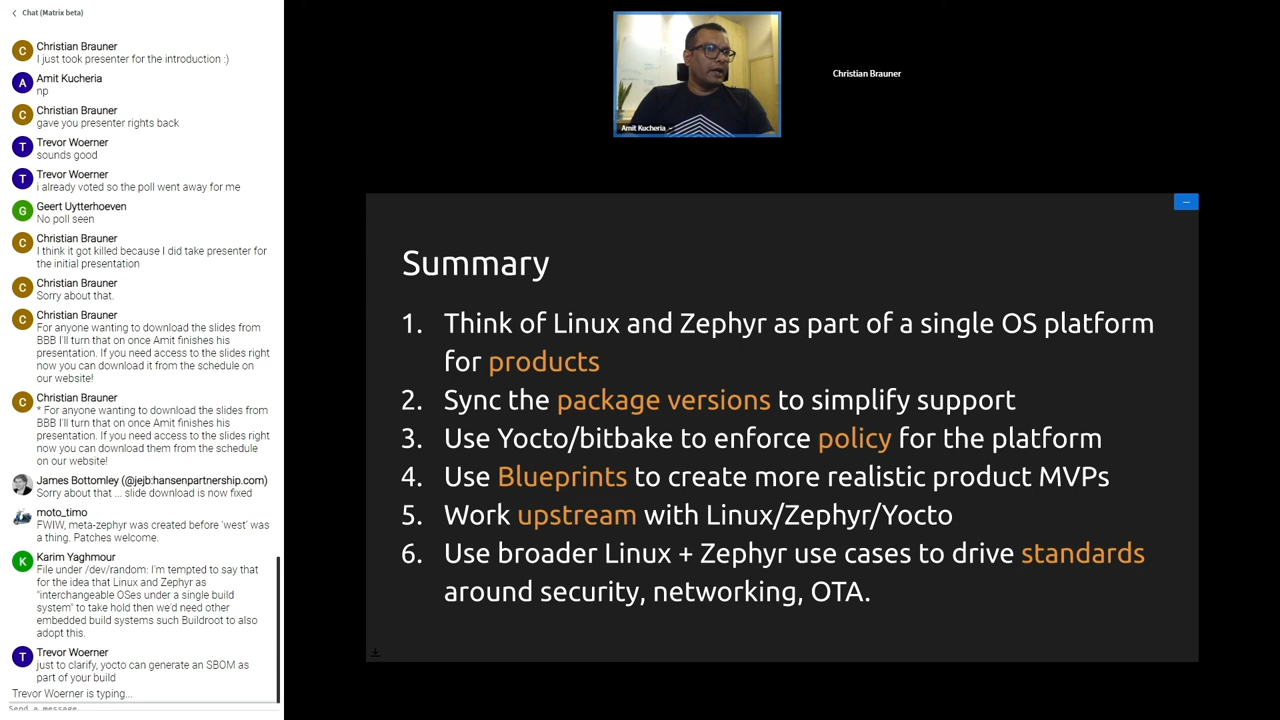 Chat (Matrix beta)
C
Christian Brauner
I just took presenter for the introduction :)
A
Amit Kucheria
np
Christian Brauner
gave you presenter rights back
T
Trevor Woerner
sounds good
T
Trevor Woerner
i already voted so the poll went away for me
G
Geert Uytterhoeven
No poll seen
C
Christian Brauner
I think it got killed because I did take presenter for
the initial presentation
C
Christian Brauner
Sorry about that.
C
Christian Brauner
For anyone wanting to download the slides from
BBB I'll turn that on once Amit finishes his
presentation. If you need access to the slides right
now you can download it from the schedule on
our website!
C
Christian Brauner
* For anyone wanting to download the slides from
BBB I'll turn that on once Amit finishes his
presentation. If you need access to the slides right
now you can download them from the schedule
on our website!
James Bottomley (@jejb:hansenpartnership.com)
Sorry about that ... slide download is now fixed
moto_timo
FWIW, meta-zephyr was created before 'west' was
a thing. Patches welcome.
K
Karim Yaghmour
File under /dev/random: I'm tempted to say that
for the idea that Linux and Zephyr as
"interchangeable OSes under a single build
system" to take hold then we'd need other
embedded build systems such Buildroot to also
adopt this.
T
Trevor Woerner
just to clarify, yocto can generate an SBOM as
part of your build
Trevor Woerner is typing...
Send a message
Amit Kucheria
Christian Brauner
Summary
1. Think of Linux and Zephyr as part of a single OS platform
for products
2. Sync the package versions to simplify support
3. Use Yocto/bitbake to enforce policy for the platform
4. Use Blueprints to create more realistic product MVPs
5. Work upstream with Linux/Zephyr/Yocto
6. Use broader Linux + Zephyr use cases to drive standards
around security, networking, OTA.